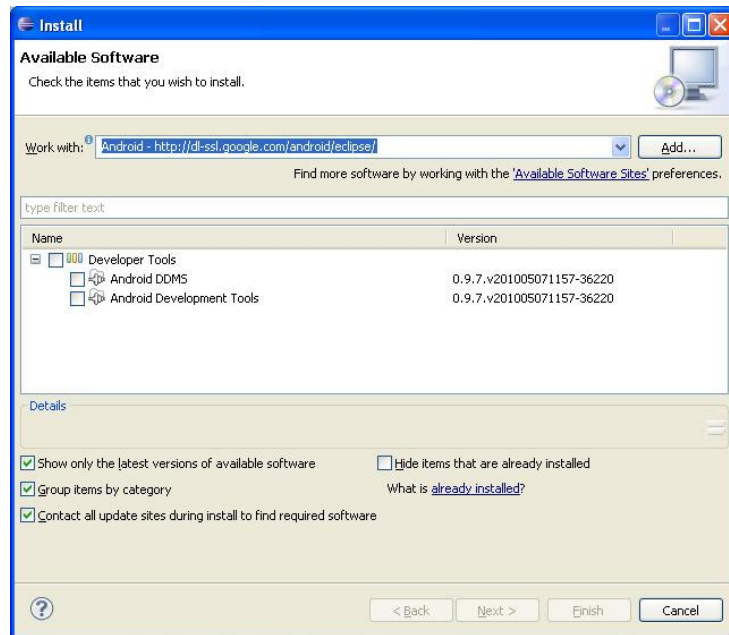 Install
Available Software
Check the items that you wish to install.
Work with: Android - http://dl-ssl.google.com/android/eclipse/ Add...
Find more software by working with the 'Available Software Sites' preferences.
type filter text
Name Version
Developer Tools
Android DDMS 0.9.7.v201005071157-36220
Android Development Tools 0.9.7.v201005071157-36220
Details
Show only the latest versions of available software Hide items that are already installed
Group items by category What is already installed?
Contact all update sites during install to find required software
? < Back Next > Finish Cancel